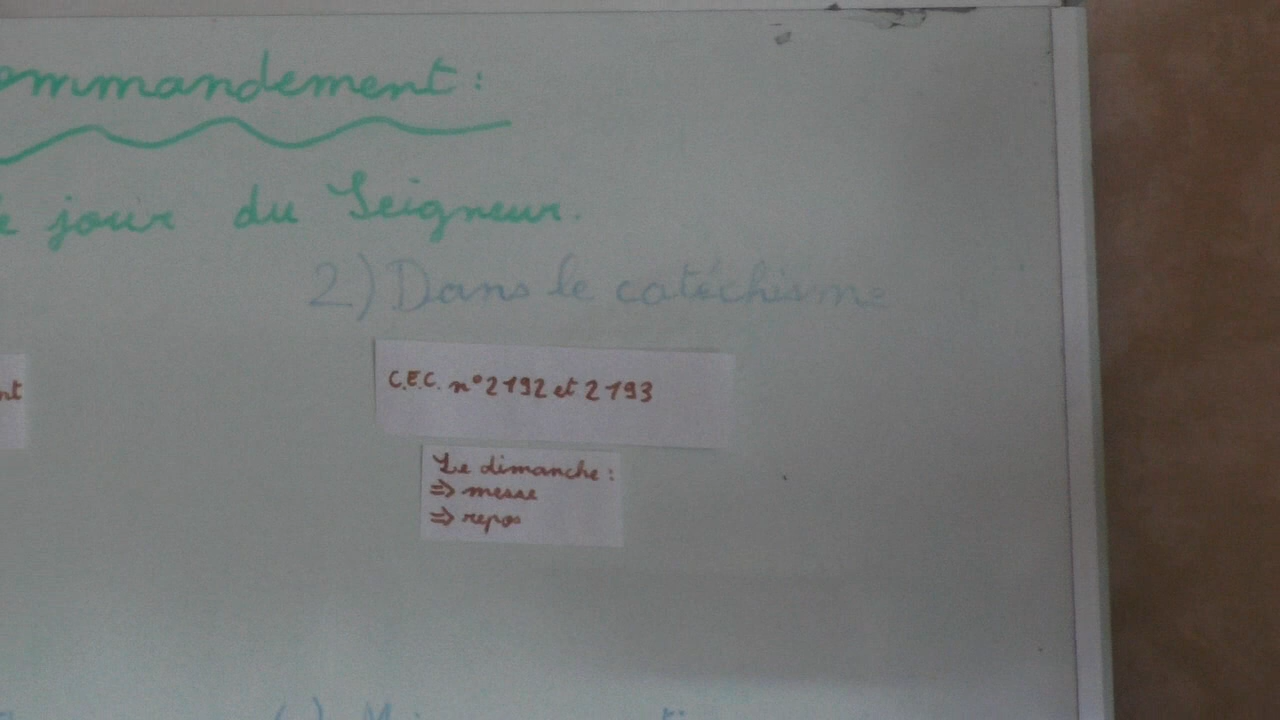 ommandement :
e jour du Seigneur.
2) Dans le catéchisme
nt
C.E.C. n° 2192 et 2193
Le dimanche :
⇒ messe
⇒ repos